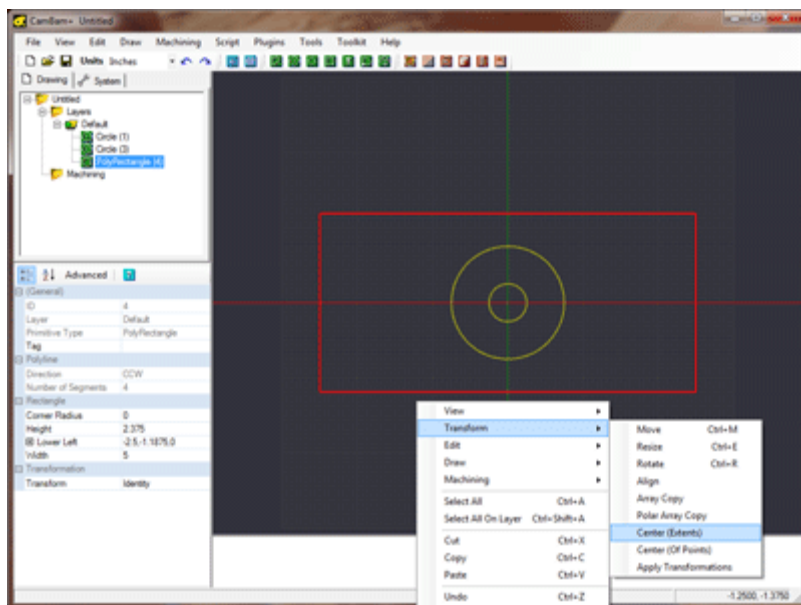 CamBam+ Untitled
File View Edit Draw Machining Script Plugins Tools Toolkit Help
Units Inches
Drawing System
Untitled
Layers
Default
Circle (1)
Circle (3)
PolyRectangle (4)
Machining
Advanced
(General)
ID 4
Layer Default
Primitive Type PolyRectangle
Tag
Polyline
Direction CCW
Number of Segments 4
Rectangle
Corner Radius 0
Height 2.375
Lower Left -2.5,-1.1875,0
Width 5
Transformation
Transform Identity
View
Transform
Edit
Draw
Machining
Select All Ctrl+A
Select All On Layer Ctrl+Shift+A
Cut Ctrl+X
Copy Ctrl+C
Paste Ctrl+V
Undo Ctrl+Z
Move Ctrl+M
Resize Ctrl+E
Rotate Ctrl+R
Align
Array Copy
Polar Array Copy
Center (Extents)
Center (Of Points)
Apply Transformations
-1.2500, -1.3750